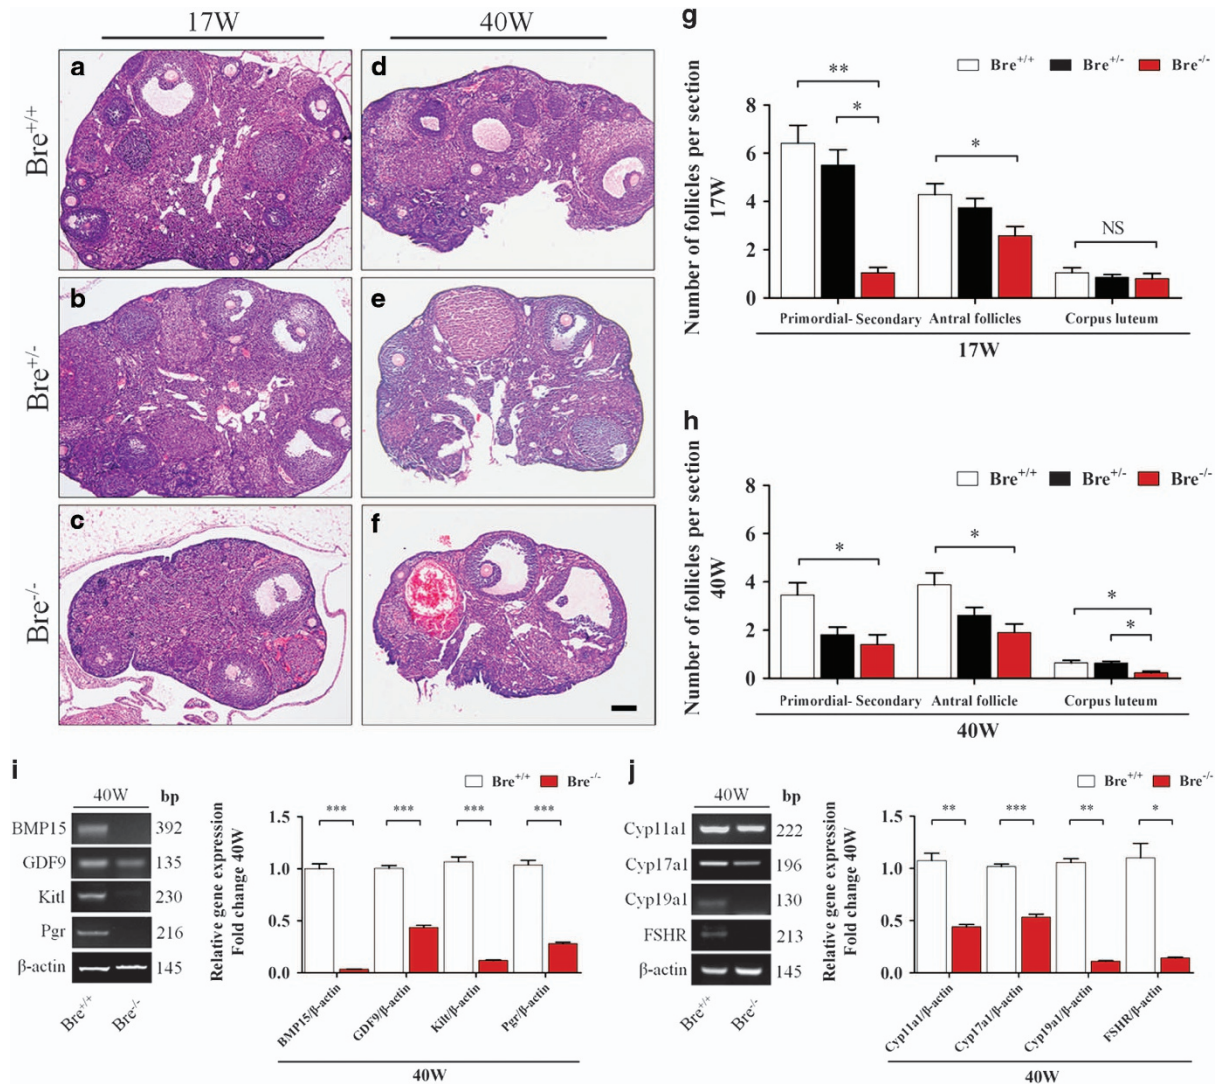 17W
40W
Bre+/+
Bre+/-
Bre-/-
a
b
c
d
e
f
g
Bre+/+ Bre+/- Bre-/-
Number of follicles per section
17W
8
6
4
2
0
**
*
*
NS
Primordial- Secondary Antral follicles Corpus luteum
17W
h
Bre+/+ Bre+/- Bre-/-
Number of follicles per section
40W
8
6
4
2
0
*
*
*
*
Primordial- Secondary Antral follicle Corpus luteum
40W
i
40W bp
BMP15 392
GDF9 135
Kitl 230
Pgr 216
β-actin 145
Bre+/+ Bre-/-
Bre+/+ Bre-/-
Relative gene expression
Fold change 40W
1.5
1.0
0.5
0.0
*** *** *** ***
BMP15/β-actin
GDF9/β-actin
Kilt/β-actin
Pgr/β-actin
40W
j
40W bp
Cyp11a1 222
Cyp17a1 196
Cyp19a1 130
FSHR 213
β-actin 145
Bre+/+ Bre-/-
Bre+/+ Bre-/-
Relative gene expression
Fold change 40W
1.5
1.0
0.5
0.0
** *** ** *
Cyp11a1/β-actin
Cyp17a1/β-actin
Cyp19a1/β-actin
FSHR/β-actin
40W